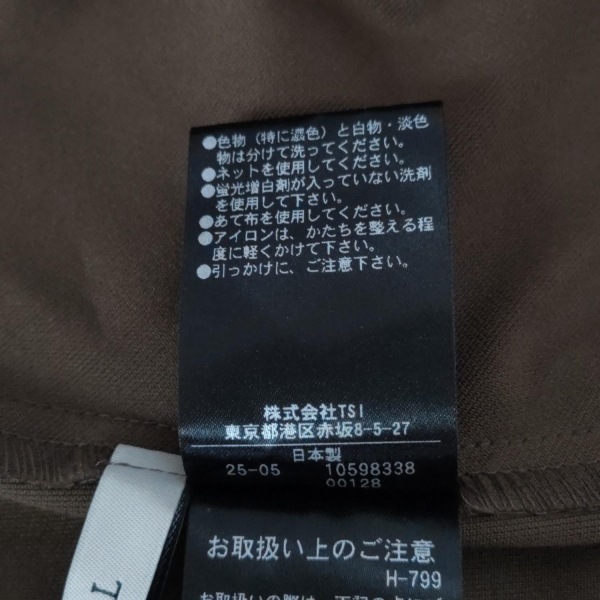 ●色物（特に濃色）と白物・淡色
物は分けて洗ってください。
●ネットを使用してください。
●蛍光増白剤が入っていない洗剤
を使用して下さい。
●あて布を使用してください。
●アイロンは、かたちを整える程
度に軽くかけて下さい。
●引っかけに、ご注意下さい。
株式会社TSI
東京都港区赤坂8-5-27
日本製
25-05 10598338
00128
お取扱い上のご注意
H-799